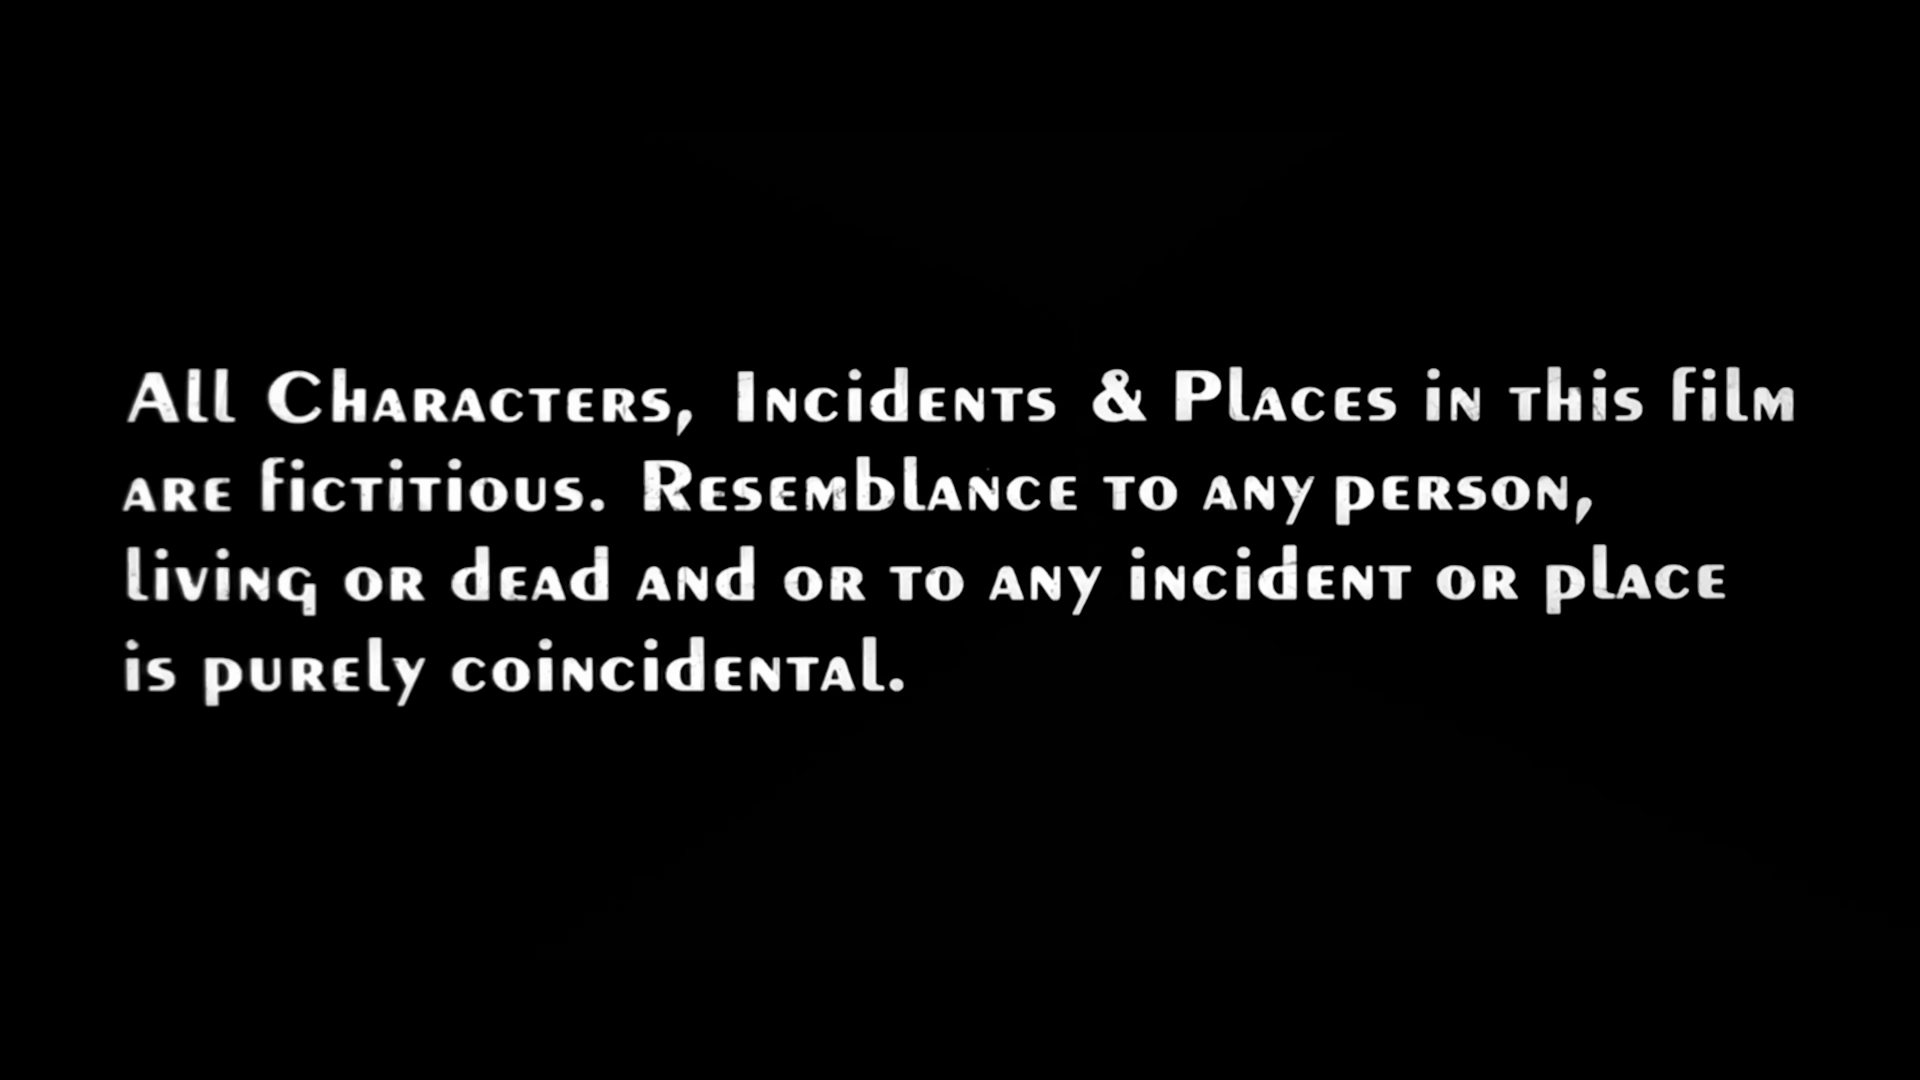 All Characters, Incidents & Places in this film
are fictitious. Resemblance to any person,
living or dead and or to any incident or place
is purely coincidental.